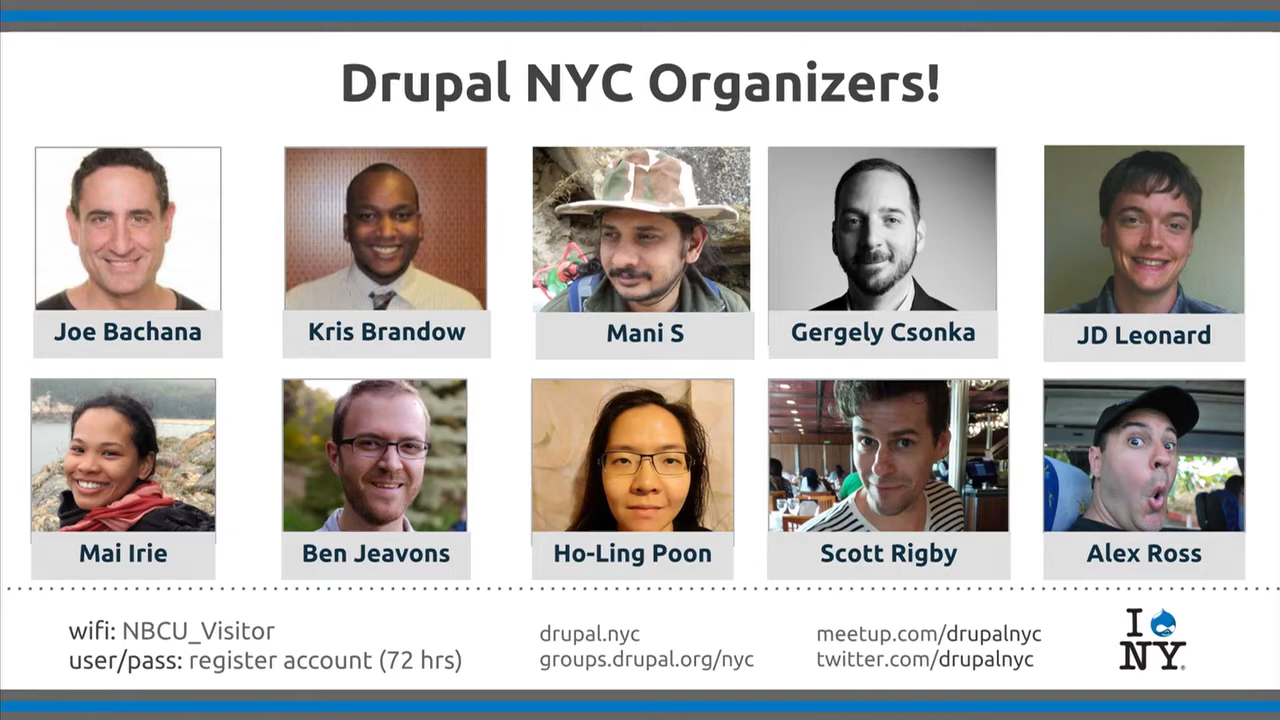 Drupal NYC Organizers!
Joe Bachana
Kris Brandow
Mani S
Gergely Csonka
JD Leonard
Mai Irie
Ben Jeavons
Ho-Ling Poon
Scott Rigby
Alex Ross
wifi: NBCU_Visitor
user/pass: register account (72 hrs)
drupal.nyc
groups.drupal.org/nyc
meetup.com/drupalnyc
twitter.com/drupalnyc
I
NY®